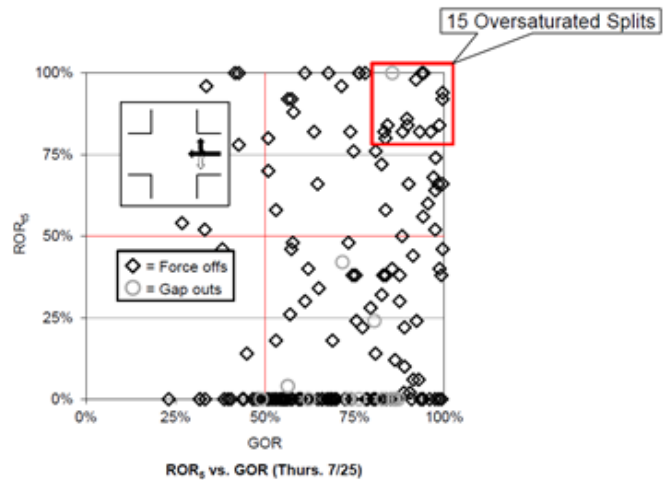 15 Oversaturated Splits
100%
75%
50%
25%
0%
ROR₅
= Force offs
= Gap outs
0%
25%
50%
75%
100%
GOR
ROR₅ vs. GOR (Thurs. 7/25)